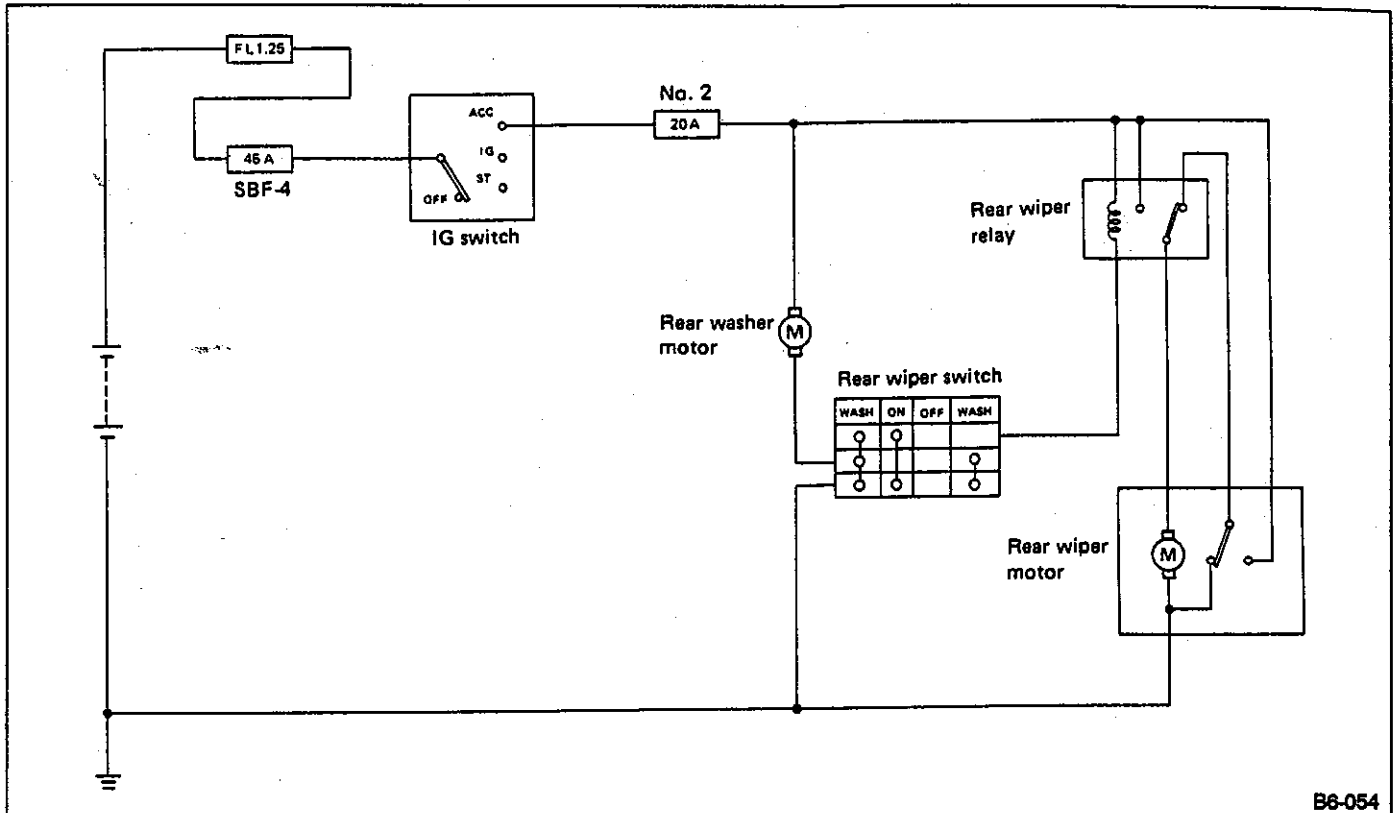 FL1.25
No. 2
ACC
20A
IG
45A
ST
SBF-4
OFF
IG switch
Rear wiper
relay
Rear washer
motor
M
Rear wiper switch
WASH ON OFF WASH
Rear wiper
motor
M
B6-054